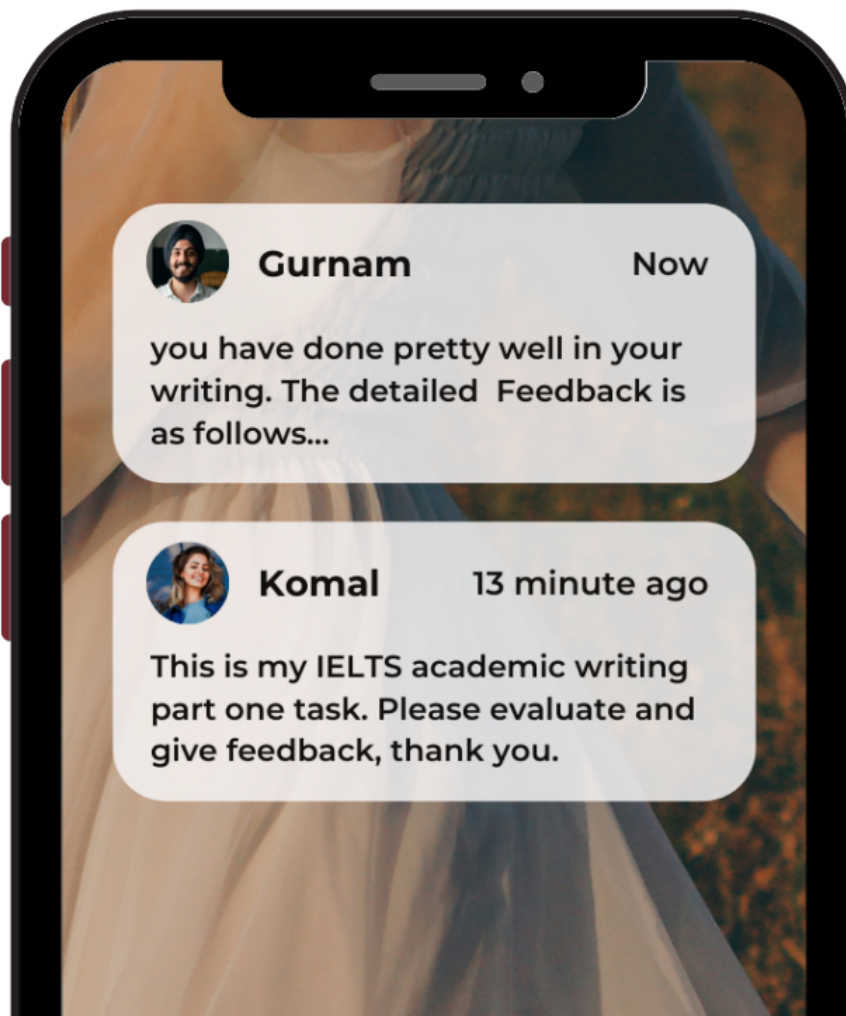 Gurnam Now
you have done pretty well in your
writing. The detailed  Feedback is
as follows...
Komal 13 minute ago
This is my IELTS academic writing
part one task. Please evaluate and
give feedback, thank you.